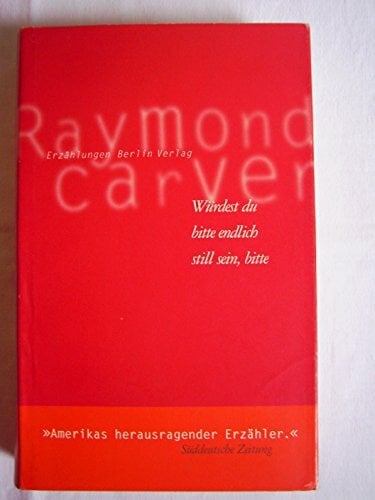 Raymond
Erzählungen Berlin Verlag
carver
Würdest du
bitte endlich
still sein, bitte
»Amerikas herausragender Erzähler.«
Süddeutsche Zeitung